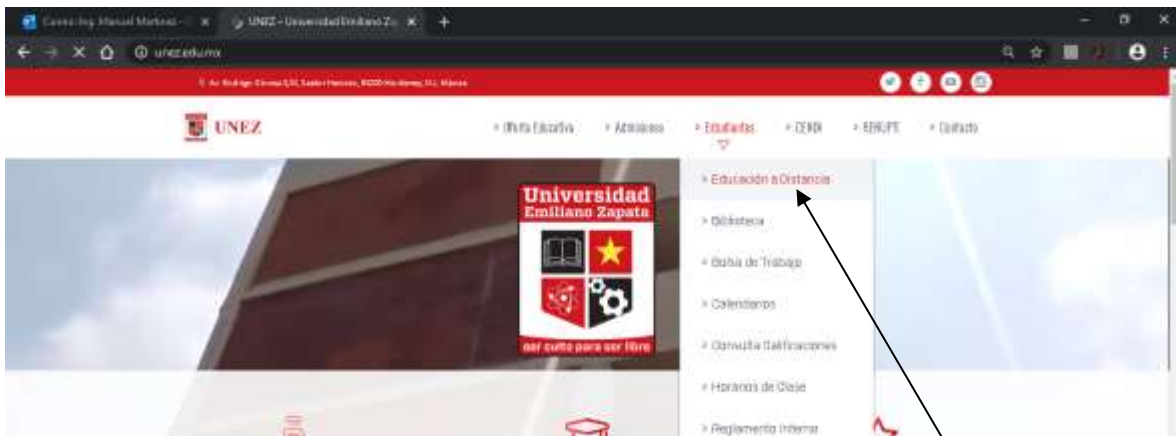 UNEZ - Universidad Emiliano Z
unez.edu.mx
UNEZ
» Oferta Educativa
» Admisiones
» Estudiantes
» CENDI
» Contacto
» Educación a Distancia
» Biblioteca
» Bolsa de Trabajo
» Calendarios
» Consulta Calificaciones
» Horarios de Clase
» Reglamento Interno
Universidad
Emiliano Zapata
ser culto para ser libre